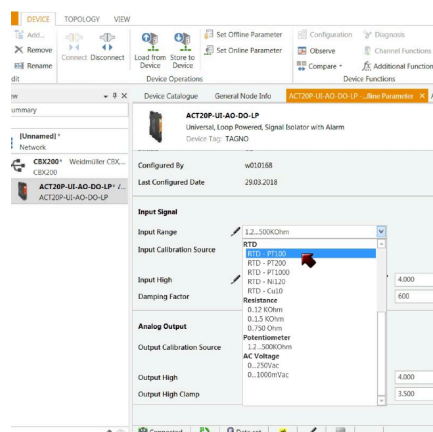 DEVICE TOPOLOGY VIEW
Add...
Remove
Rename
Connect Disconnect
Load from Device
Store to Device
Set Offline Parameter
Set Online Parameter
Configuration
Observe
Compare
Diagnosis
Channel Functions
Additional Function
dit
Device Operations
Device Functions
ew
ummary
[Unnamed]*
Network
CBX200* Weidmüller CBX...
CBX200
ACT20P-UI-AO-DO-LP* /...
ACT20P-UI-AO-DO-LP
Device Catalogue General Node Info ACT20P-UI-AO-DO-LP -...ffline Parameter
ACT20P-UI-AO-DO-LP
Universal, Loop Powered, Signal Isolator with Alarm
Device Tag: TAGNO
Configured By w010168
Last Configured Date 29.03.2018
Input Signal
Input Range 1.2...500KOhm
Input Calibration Source
Input High 4.000
Damping Factor 600
RTD
RTD - PT100
RTD - PT200
RTD - PT1000
RTD - Ni120
RTD - Cu10
Resistance
0.12 KOhm
0.1.5 KOhm
0.750 Ohm
Potentiometer
1.2...500KOhm
AC Voltage
0...250Vac
0...1000mVac
Analog Output
Output Calibration Source
Output High 4.000
Output High Clamp 3.500
Connected Data set